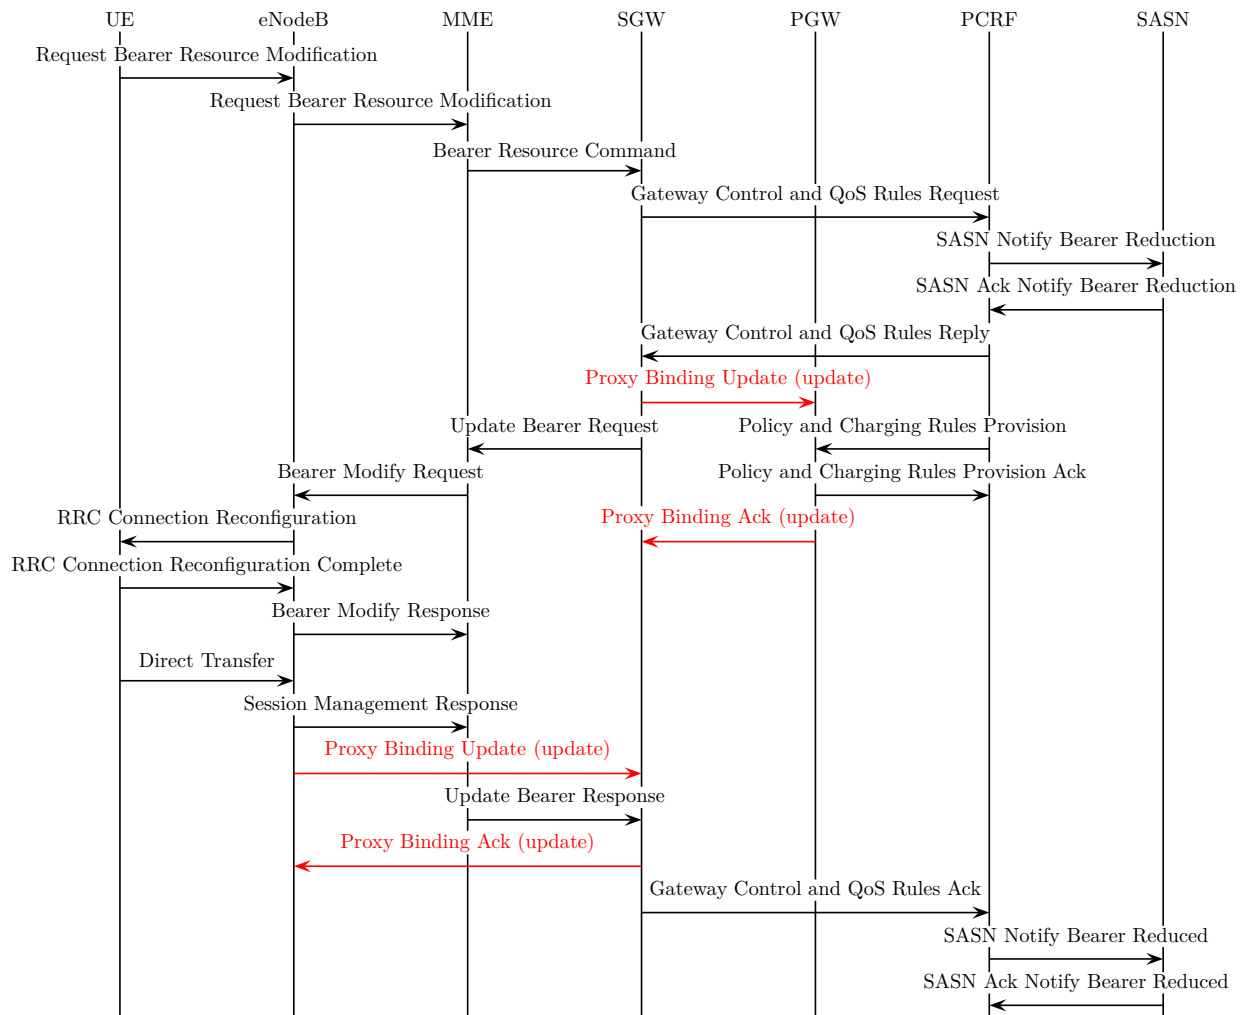 UE eNodeB MME SGW PGW PCRF SASN
Request Bearer Resource Modification
Request Bearer Resource Modification
Bearer Resource Command
Gateway Control and QoS Rules Request
SASN Notify Bearer Reduction
SASN Ack Notify Bearer Reduction
Gateway Control and QoS Rules Reply
Proxy Binding Update (update)
Update Bearer Request Policy and Charging Rules Provision
Bearer Modify Request Policy and Charging Rules Provision Ack
RRC Connection Reconfiguration Proxy Binding Ack (update)
RRC Connection Reconfiguration Complete
Bearer Modify Response
Direct Transfer
Session Management Response
Proxy Binding Update (update)
Update Bearer Response
Proxy Binding Ack (update)
Gateway Control and QoS Rules Ack
SASN Notify Bearer Reduced
SASN Ack Notify Bearer Reduced